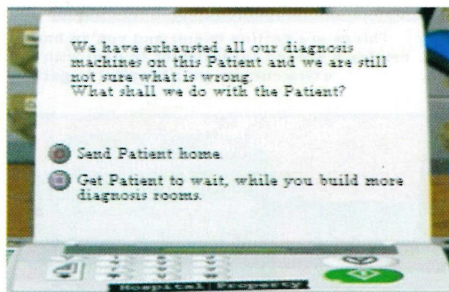 We have exhausted all our diagnosis
machines on this Patient and we are still
not sure what is wrong.
What shall we do with the Patient?
Send Patient home.
Get Patient to wait, while you build more
diagnosis rooms.
Hospital Property